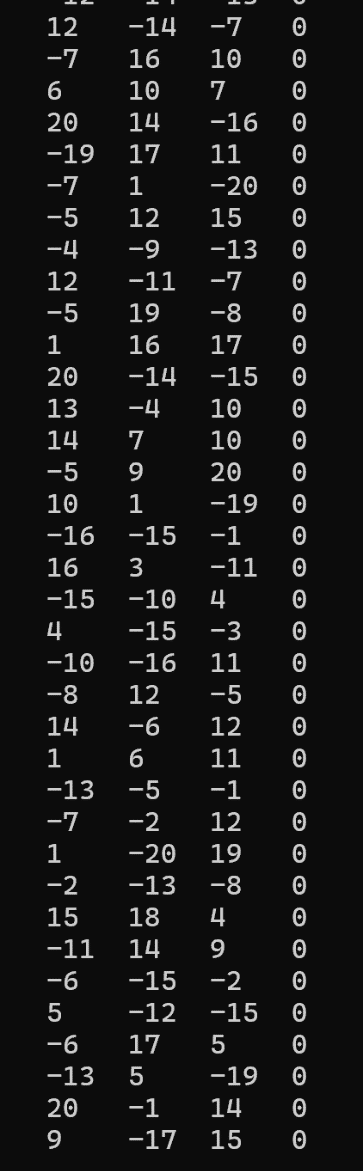 12 -14 -7 0
-7 16 10 0
6 10 7 0
20 14 -16 0
-19 17 11 0
-7 1 -20 0
-5 12 15 0
-4 -9 -13 0
12 -11 -7 0
-5 19 -8 0
1 16 17 0
20 -14 -15 0
13 -4 10 0
14 7 10 0
-5 9 20 0
10 1 -19 0
-16 -15 -1 0
16 3 -11 0
-15 -10 4 0
4 -15 -3 0
-10 -16 11 0
-8 12 -5 0
14 -6 12 0
1 6 11 0
-13 -5 -1 0
-7 -2 12 0
1 -20 19 0
-2 -13 -8 0
15 18 4 0
-11 14 9 0
-6 -15 -2 0
5 -12 -15 0
-6 17 5 0
-13 5 -19 0
20 -1 14 0
9 -17 15 0